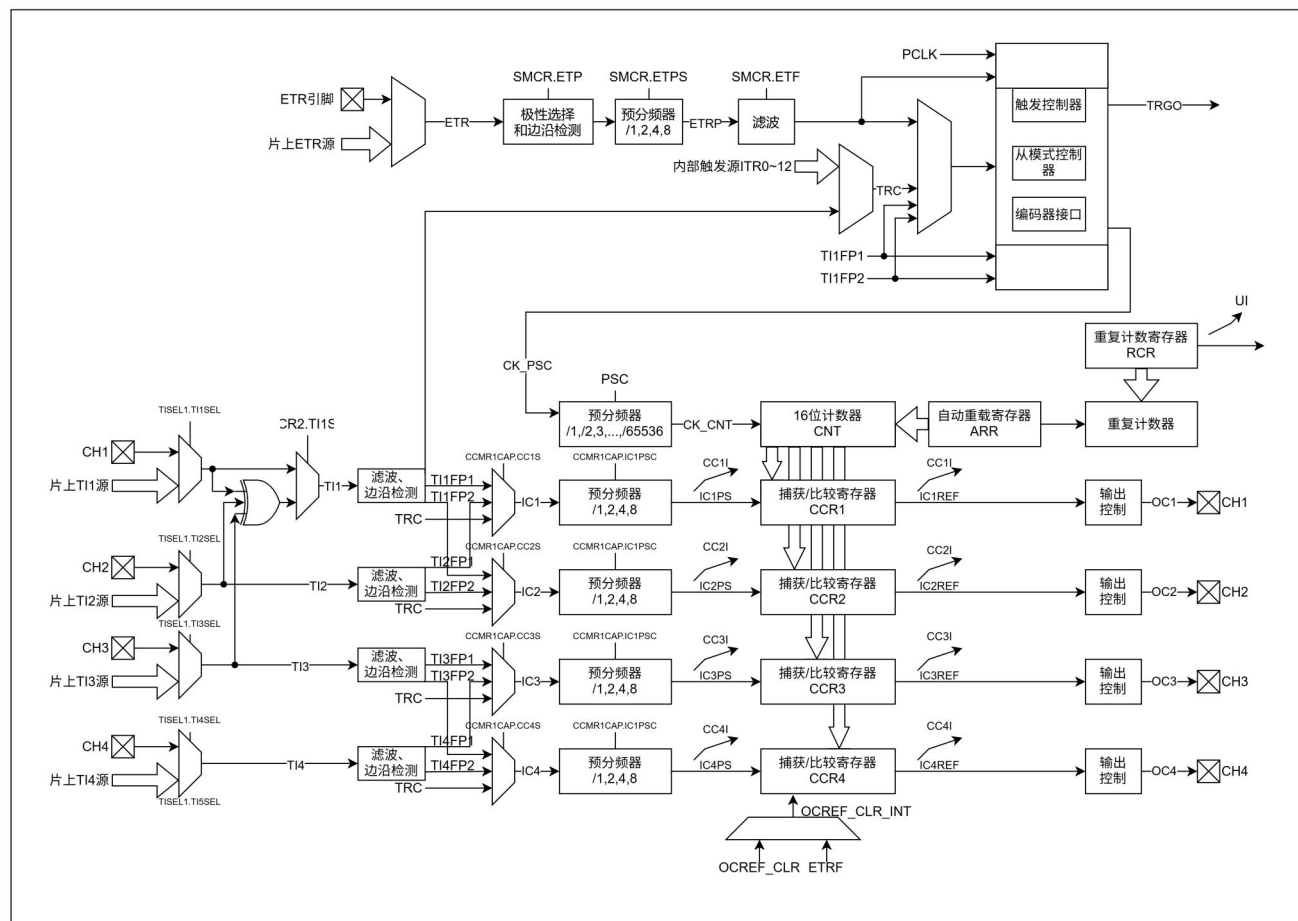 PCLK
SMCR.ETP
SMCR.ETPS
SMCR.ETF
ETR引脚
片上ETR源
ETR
极性选择
和边沿检测
预分频器
/1,2,4,8
ETRP
滤波
触发控制器
TRGO
内部触发源ITR0~12
TRC
从模式控制
器
编码器接口
TI1FP1
TI1FP2
UI
重复计数寄存器
RCR
CK_PSC
PSC
预分频器
/1,/2,3,...,/65536
CK_CNT
16位计数器
CNT
自动重载寄存器
ARR
重复计数器
TISEL1.TI1SEL
CR2.TI1S
CH1
片上TI1源
TI1
滤波、
边沿检测
TI1FP1
TI1FP2
TRC
CCMR1CAP.CC1S
IC1
CCMR1CAP.IC1PSC
预分频器
/1,2,4,8
CC1I
IC1PS
捕获/比较寄存器
CCR1
CC1I
IC1REF
输出
控制
OC1
CH1
TISEL1.TI2SEL
CH2
片上TI2源
TI2
滤波、
边沿检测
TI2FP1
TI2FP2
TRC
CCMR1CAP.CC2S
IC2
CCMR1CAP.IC1PSC
预分频器
/1,2,4,8
CC2I
IC2PS
捕获/比较寄存器
CCR2
CC2I
IC2REF
输出
控制
OC2
CH2
TISEL1.TI3SEL
CH3
片上TI3源
TI3
滤波、
边沿检测
TI3FP1
TI3FP2
TRC
CCMR1CAP.CC3S
IC3
CCMR1CAP.IC1PSC
预分频器
/1,2,4,8
CC3I
IC3PS
捕获/比较寄存器
CCR3
CC3I
IC3REF
输出
控制
OC3
CH3
TISEL1.TI4SEL
CH4
片上TI4源
TISEL1.TI5SEL
TI4
滤波、
边沿检测
TI4FP1
TI4FP2
TRC
CCMR1CAP.CC4S
IC4
CCMR1CAP.IC1PSC
预分频器
/1,2,4,8
CC4I
IC4PS
捕获/比较寄存器
CCR4
CC4I
IC4REF
输出
控制
OC4
CH4
OCREF_CLR_INT
OCREF_CLR
ETRF